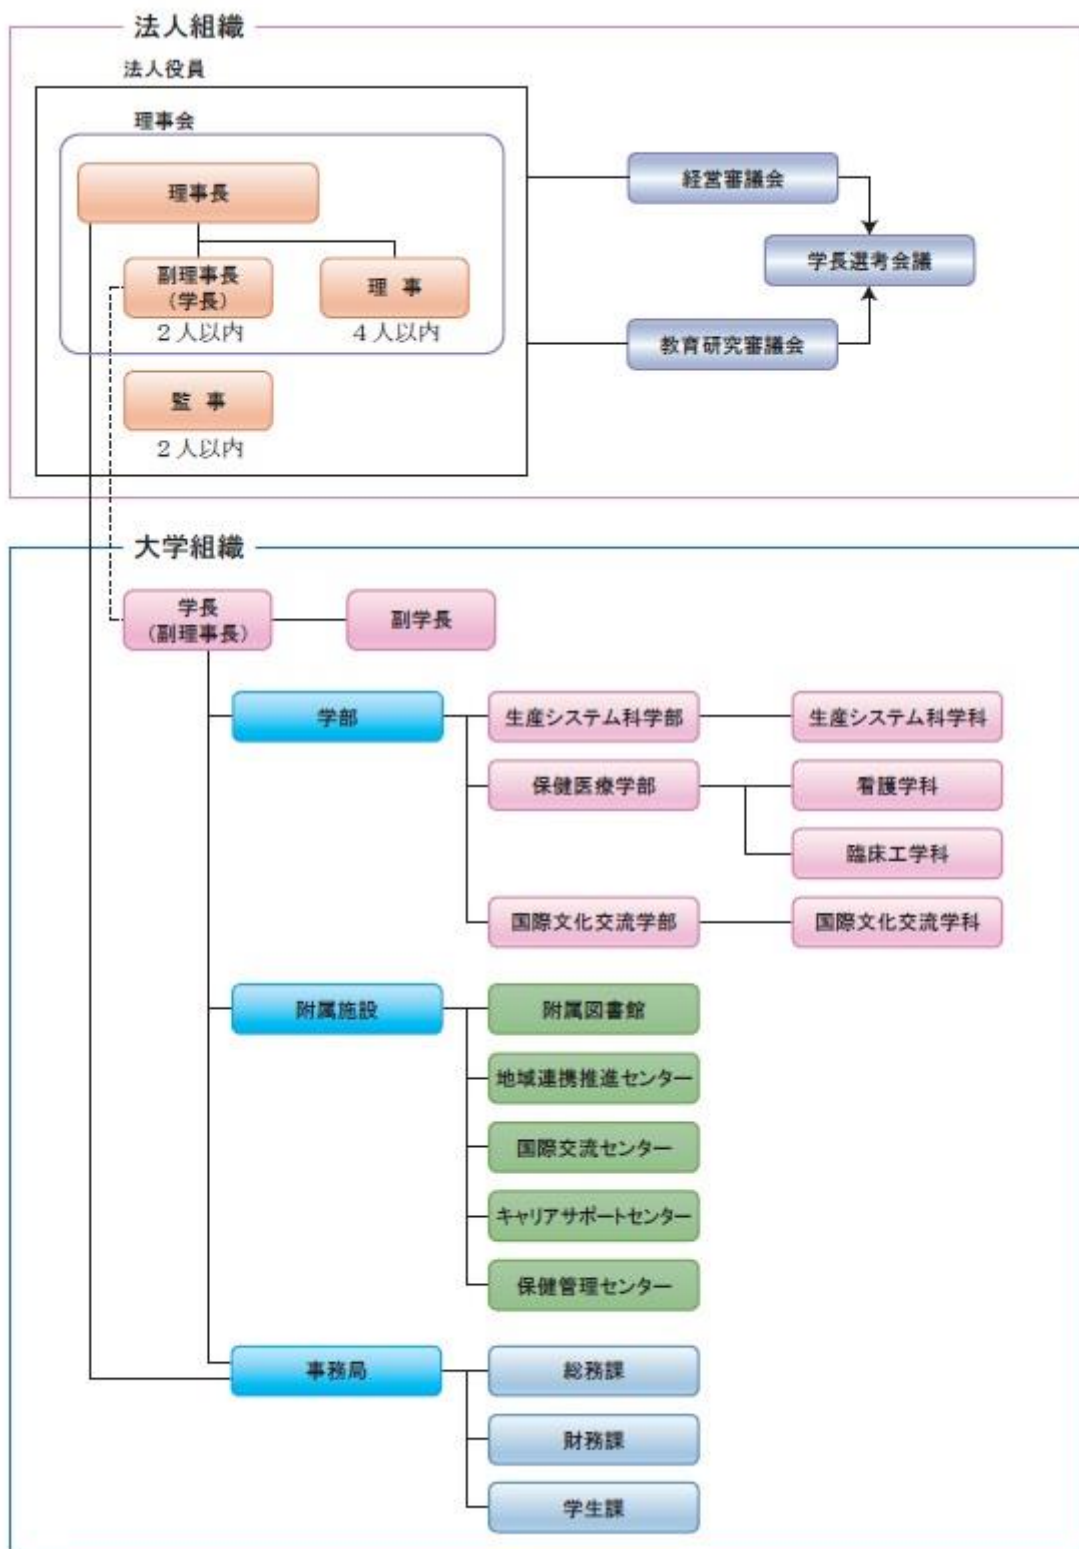 法人組織
法人役員
理事会
理事長
副理事長
(学長)
2人以内
理 事
4人以内
監 事
2人以内
経営審議会
学長選考会議
教育研究審議会
大学組織
学長
(副理事長)
副学長
学部
生産システム科学部
生産システム科学科
保健医療学部
看護学科
臨床工学科
国際文化交流学部
国際文化交流学科
附属施設
附属図書館
地域連携推進センター
国際交流センター
キャリアサポートセンター
保健管理センター
事務局
総務課
財務課
学生課